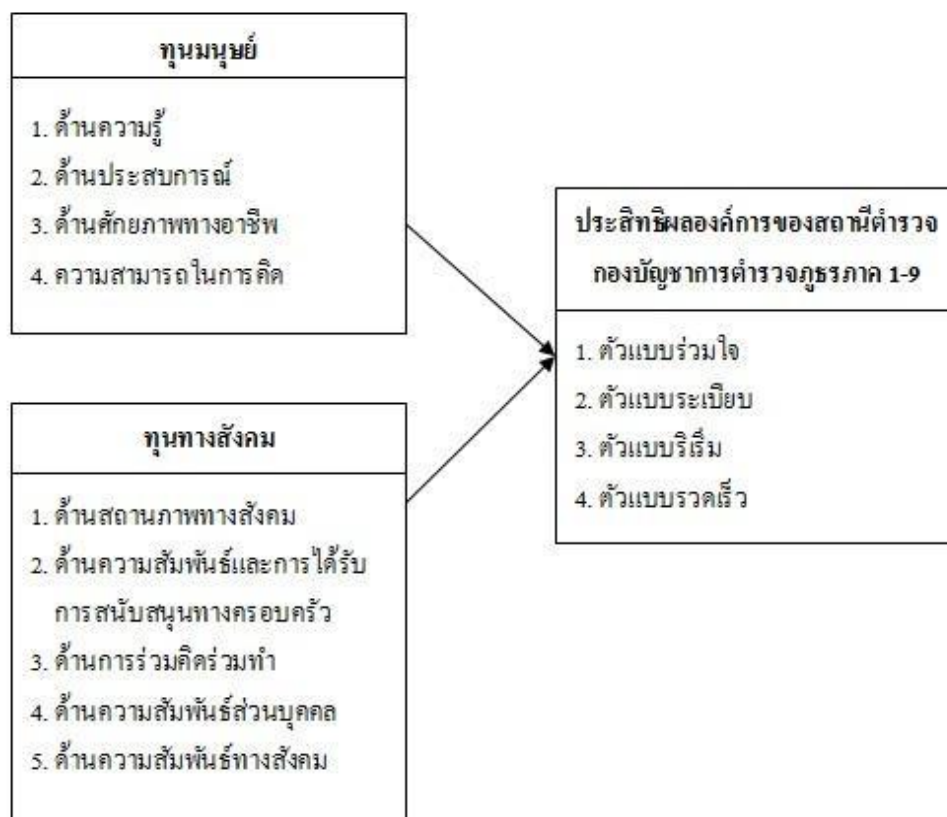 ทุนมนุษย์
1. ด้านความรู้
2. ด้านประสบการณ์
3. ด้านศักยภาพทางอาชีพ
4. ความสามารถในการคิด
ทุนทางสังคม
1. ด้านสถานภาพทางสังคม
2. ด้านความสัมพันธ์และการได้รับ
การสนับสนุนทางครอบครัว
3. ด้านการร่วมคิดร่วมทำ
4. ด้านความสัมพันธ์ส่วนบุคคล
5. ด้านความสัมพันธ์ทางสังคม
ประสิทธิผลองค์การของสถานีตำรวจ
กองบัญชาการตำรวจภูธรภาค 1-9
1. ตัวแบบร่วมใจ
2. ตัวแบบระเบียบ
3. ตัวแบบริเริ่ม
4. ตัวแบบรวดเร็ว